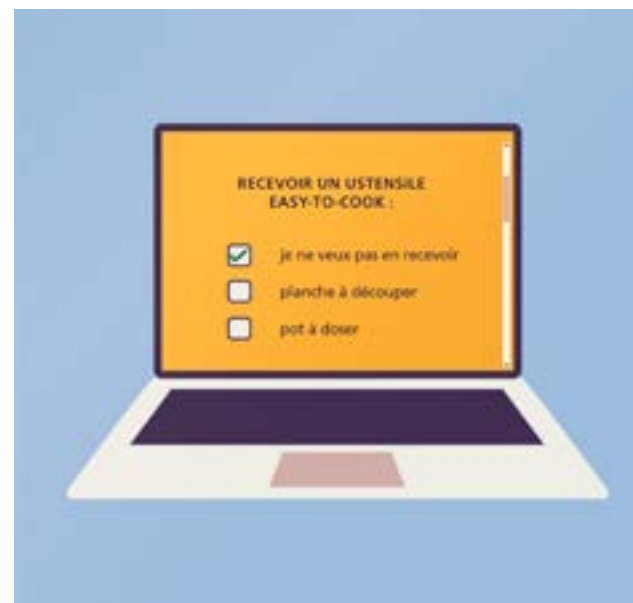 RECEVOIR UN USTENSILE
EASY-TO-COOK :
je ne veux pas en recevoir
planche à découper
pot à doser